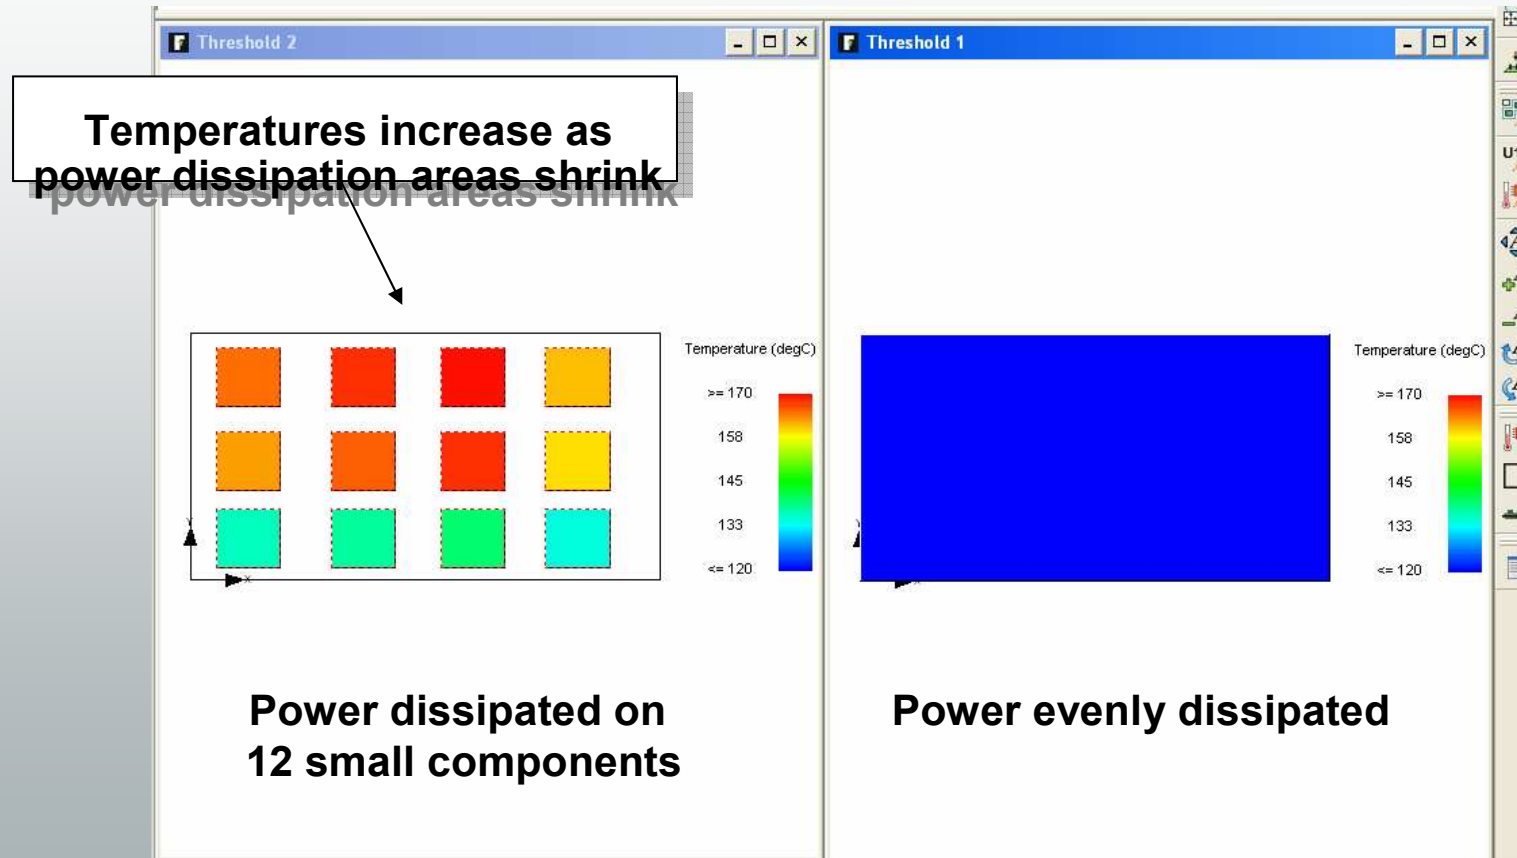 Threshold 2
Threshold 1
Temperatures increase as
power dissipation areas shrink
Temperature (degC)
>= 170
158
145
133
<= 120
Y
X
Temperature (degC)
>= 170
158
145
133
<= 120
X
Power dissipated on
12 small components
Power evenly dissipated